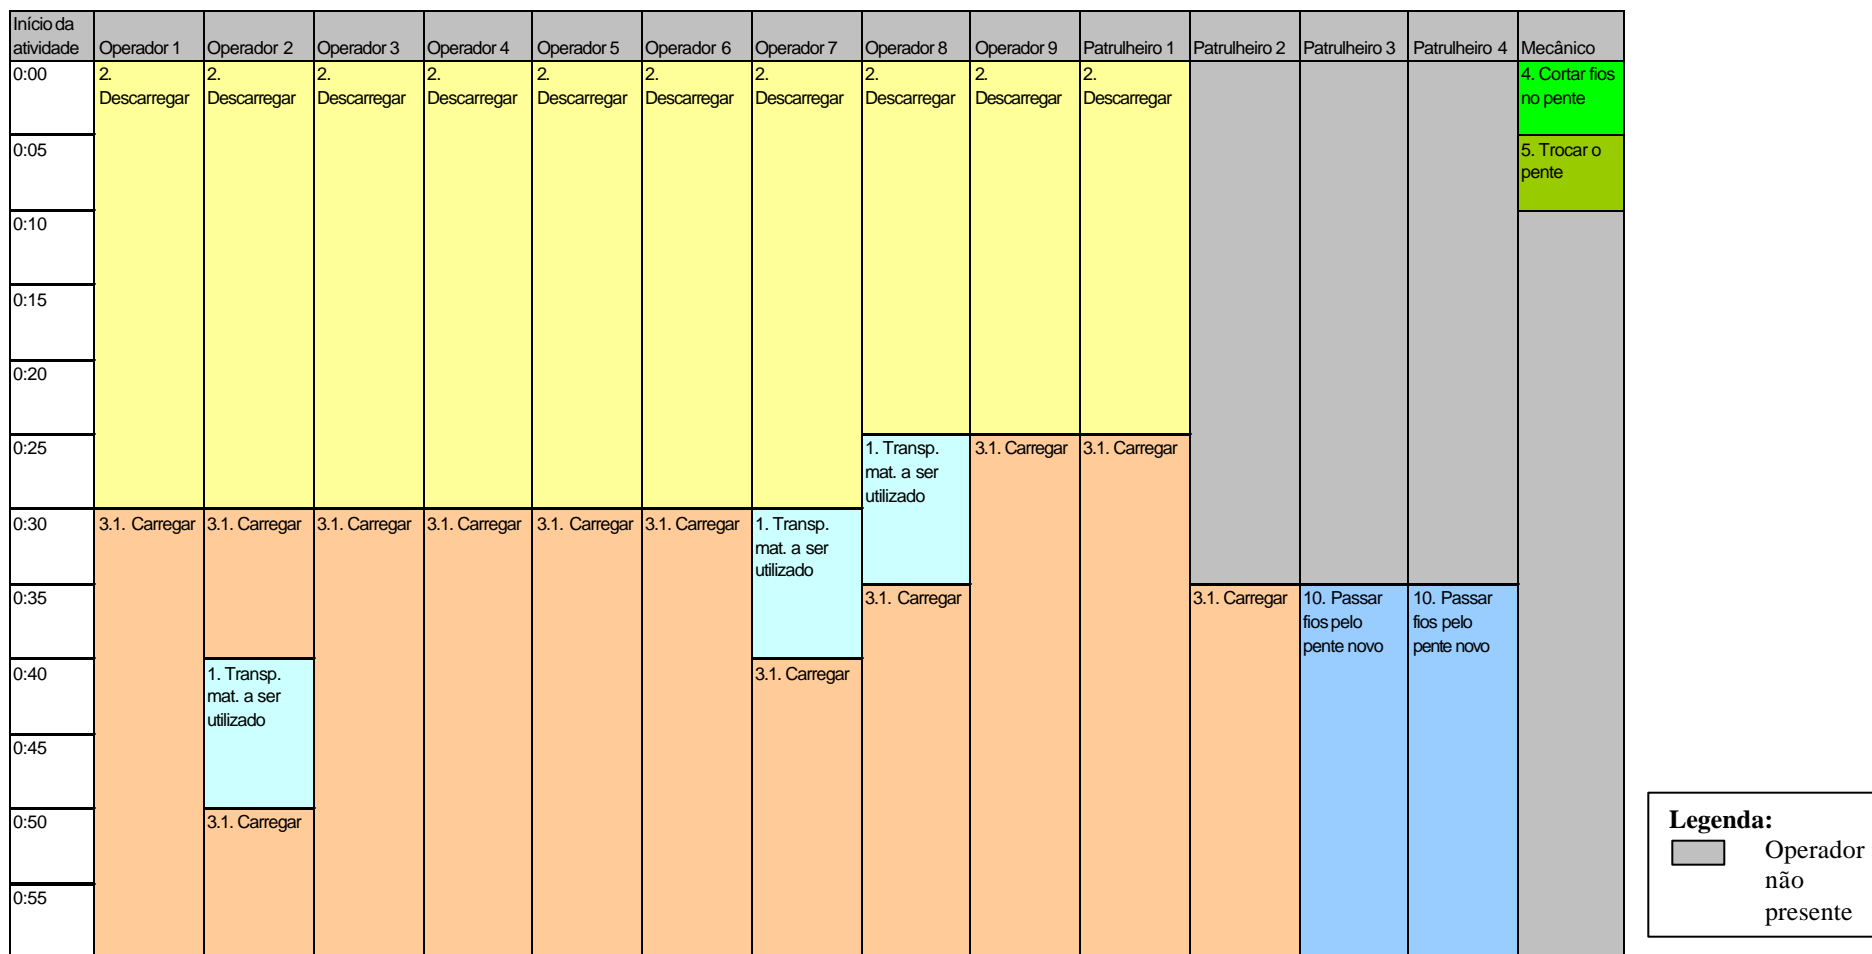 Início da
atividade Operador 1 Operador 2 Operador 3 Operador 4 Operador 5 Operador 6 Operador 7 Operador 8 Operador 9 Patrulheiro 1 Patrulheiro 2 Patrulheiro 3 Patrulheiro 4 Mecânico
0:00 2. 2. 2. 2. 2. 2. 2. 2. 2. 2. 4. Cortar fios
Descarregar Descarregar Descarregar Descarregar Descarregar Descarregar Descarregar Descarregar Descarregar Descarregar no pente
0:05 5. Trocar o
pente
0:10
0:15
0:20
0:25 1. Transp. 3.1. Carregar 3.1. Carregar
mat. a ser
utilizado
0:30 3.1. Carregar 3.1. Carregar 3.1. Carregar 3.1. Carregar 3.1. Carregar 3.1. Carregar 1. Transp.
mat. a ser
utilizado
0:35 3.1. Carregar 3.1. Carregar 10. Passar 10. Passar
fios pelo fios pelo
pente novo pente novo
0:40 1. Transp. 3.1. Carregar
mat. a ser
utilizado
0:45
0:50 3.1. Carregar
0:55
Legenda:
Operador
não
presente